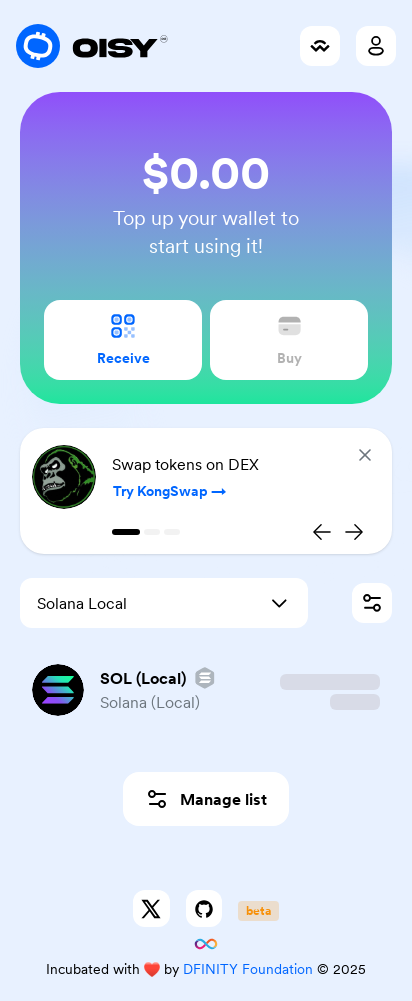 OISY
$0.00
Top up your wallet to
start using it!
Receive
Buy
Swap tokens on DEX
Try KongSwap →
Solana Local
SOL (Local)
Solana (Local)
Manage list
beta
Incubated with ❤️ by DFINITY Foundation © 2025